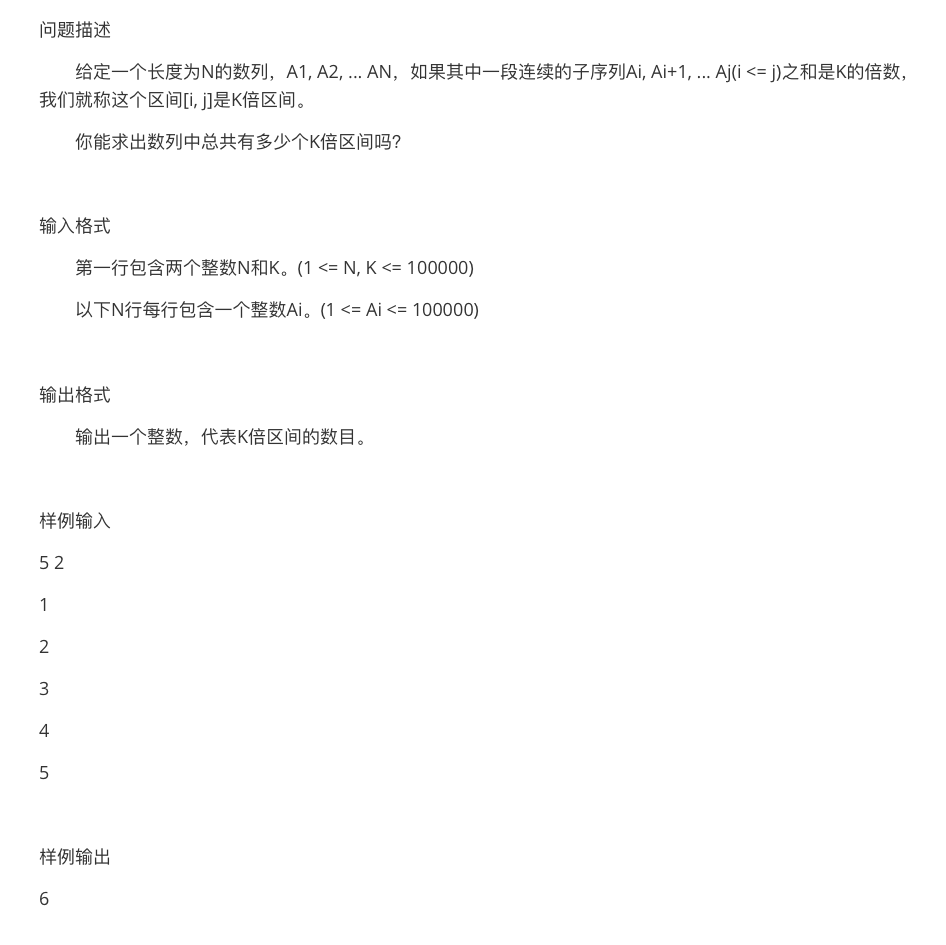 问题描述
给定一个长度为N的数列，A1, A2, ... AN，如果其中一段连续的子序列Ai, Ai+1, ... Aj(i <= j)之和是K的倍数，
我们就称这个区间[i, j]是K倍区间。
你能求出数列中总共有多少个K倍区间吗？
输入格式
第一行包含两个整数N和K。(1 <= N, K <= 100000)
以下N行每行包含一个整数Ai。(1 <= Ai <= 100000)
输出格式
输出一个整数，代表K倍区间的数目。
样例输入
5 2
1
2
3
4
5
样例输出
6